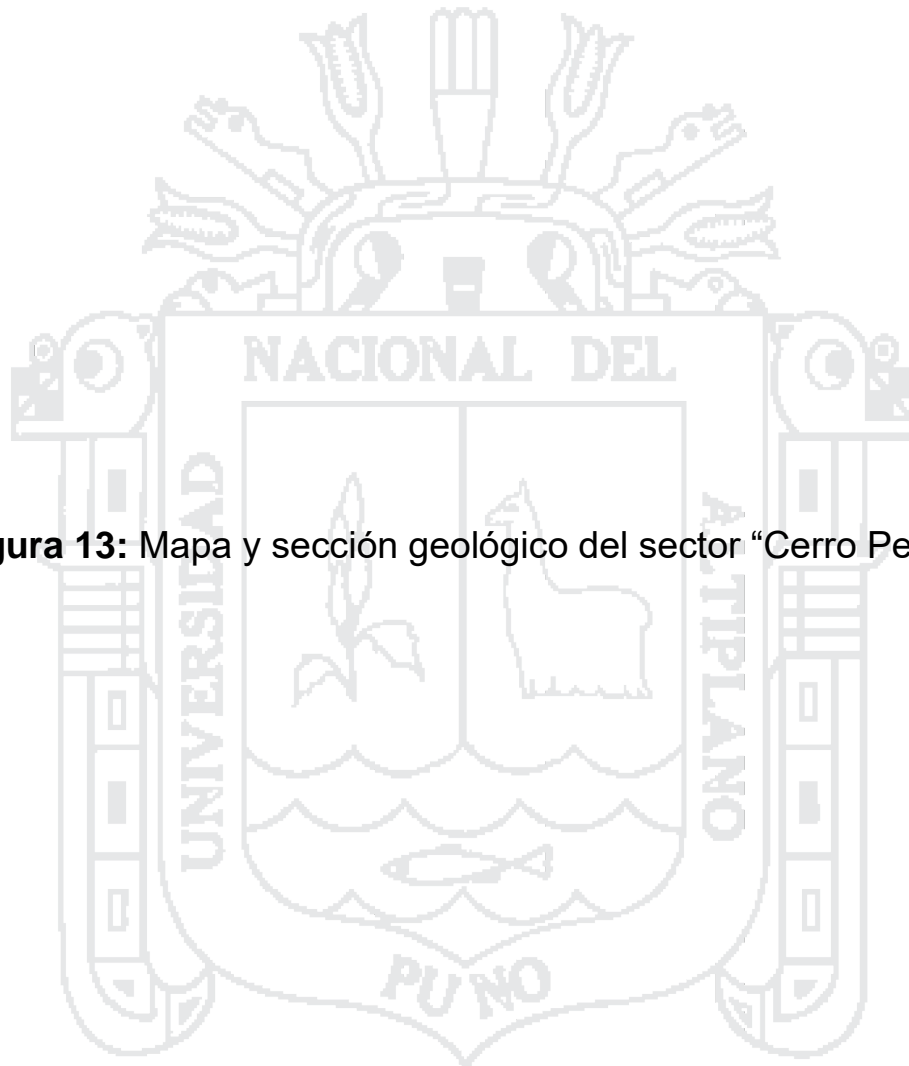 NACIONAL DEL
UNIVERSIDAD
ALTIPLANO
gura 13: Mapa y sección geológico del sector “Cerro Pe
PUNO